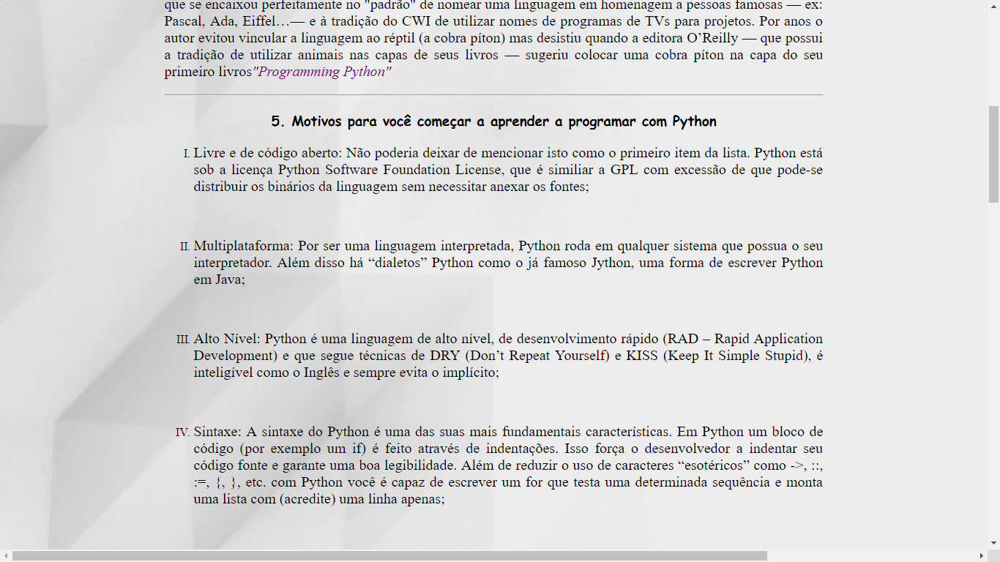 que se encaixou perfeitamente no "padrão" de nomear uma linguagem em homenagem a pessoas famosas — ex:
Pascal, Ada, Eiffel…— e à tradição do CWI de utilizar nomes de programas de TVs para projetos. Por anos o
autor evitou vincular a linguagem ao réptil (a cobra píton) mas desistiu quando a editora O’Reilly — que possui
a tradição de utilizar animais nas capas de seus livros — sugeriu colocar uma cobra píton na capa do seu
primeiro livros"Programming Python"
5. Motivos para você começar a aprender a programar com Python
I. Livre e de código aberto: Não poderia deixar de mencionar isto como o primeiro item da lista. Python está
sob a licença Python Software Foundation License, que é similiar a GPL com excessão de que pode-se
distribuir os binários da linguagem sem necessitar anexar os fontes;
II. Multiplataforma: Por ser uma linguagem interpretada, Python roda em qualquer sistema que possua o seu
interpretador. Além disso há “dialetos” Python como o já famoso Jython, uma forma de escrever Python
em Java;
III. Alto Nível: Python é uma linguagem de alto nível, de desenvolvimento rápido (RAD – Rapid Application
Development) e que segue técnicas de DRY (Don’t Repeat Yourself) e KISS (Keep It Simple Stupid), é
inteligível como o Inglês e sempre evita o implícito;
IV. Sintaxe: A sintaxe do Python é uma das suas mais fundamentais características. Em Python um bloco de
código (por exemplo um if) é feito através de indentações. Isso força o desenvolvedor a indentar seu
código fonte e garante uma boa legibilidade. Além de reduzir o uso de caracteres “esotéricos” como ->, ::,
:=, {, }, etc. com Python você é capaz de escrever um for que testa uma determinada sequência e monta
uma lista com (acredite) uma linha apenas;